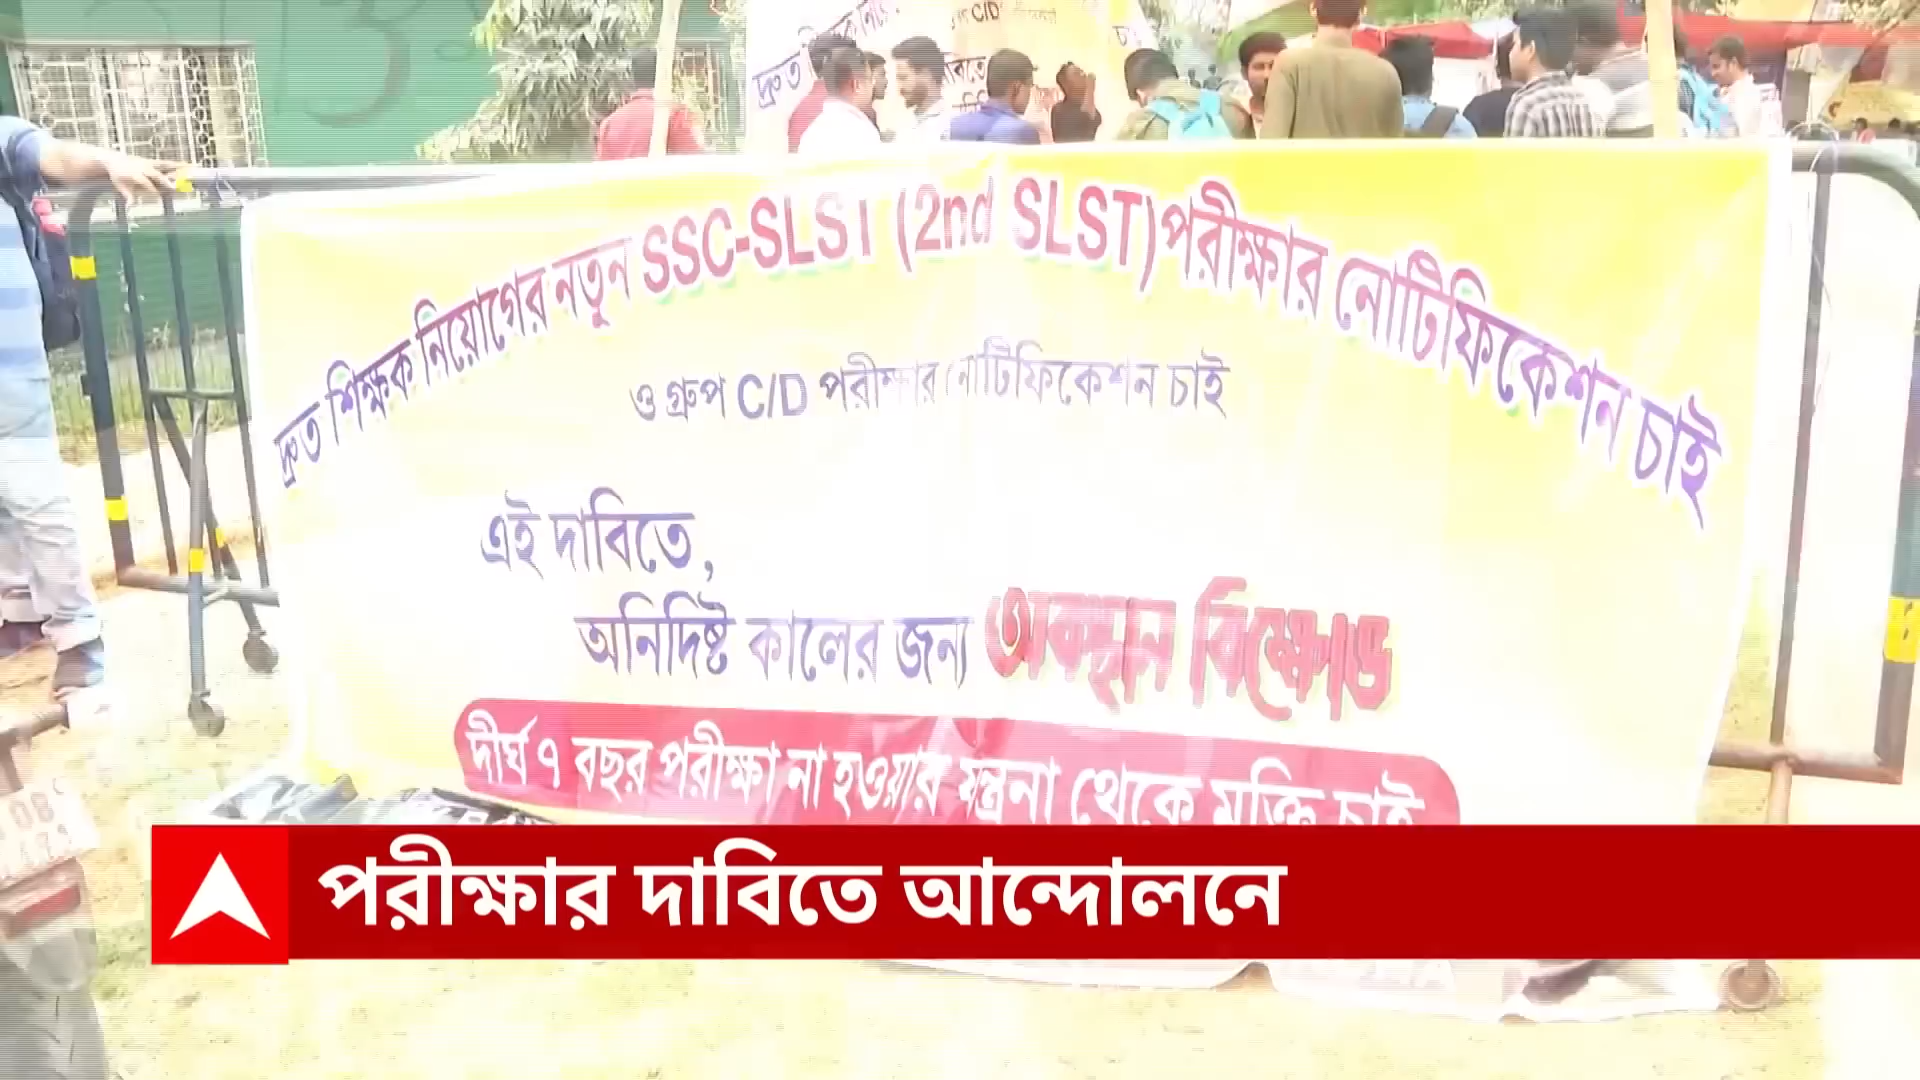 দ্রুত
C/D
দ্রুত শিক্ষক নিয়োগের নতুন SSC-SLST (2nd SLST)পরীক্ষার নোটিফিকেশন চাই
ও গ্রুপ C/D পরীক্ষার নোটিফিকেশন চাই
এই দাবিতে,
অনিদিষ্ট কালের জন্য অবস্থান বিক্ষোভ
দীর্ঘ ৭ বছর পরীক্ষা না হওয়ার যন্ত্রনা থেকে মুক্তি চাই
পরীক্ষার দাবিতে আন্দোলনে